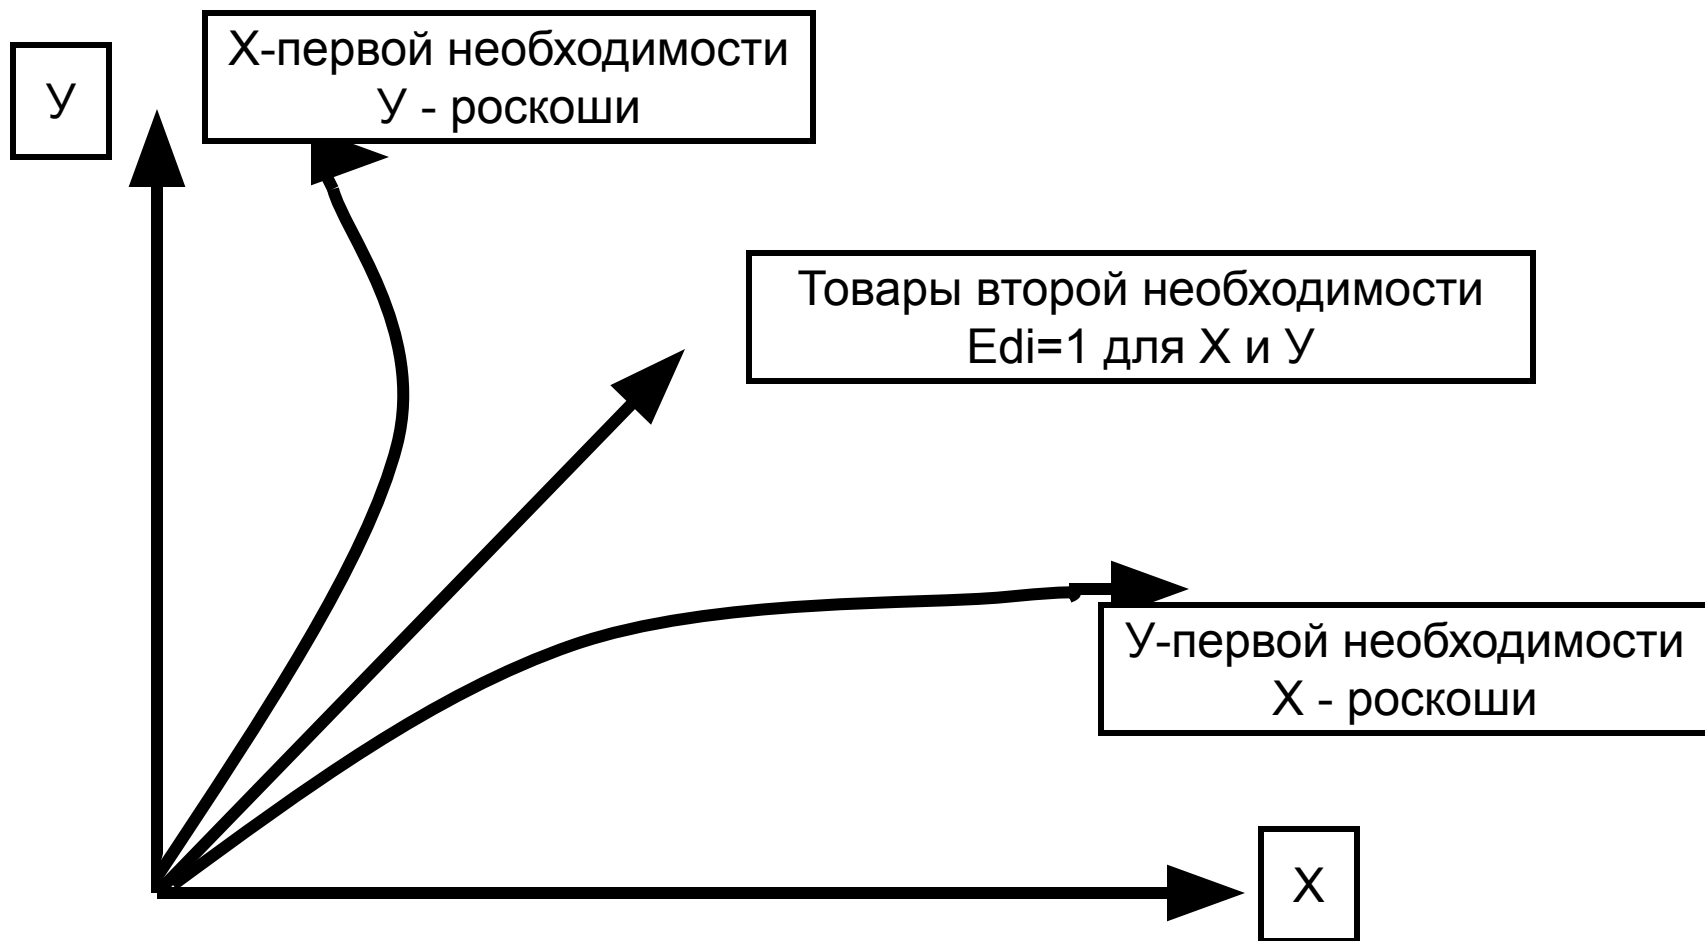 У
Х-первой необходимости
У - роскоши
Товары второй необходимости
Edi=1 для Х и У
У-первой необходимости
Х - роскоши
Х